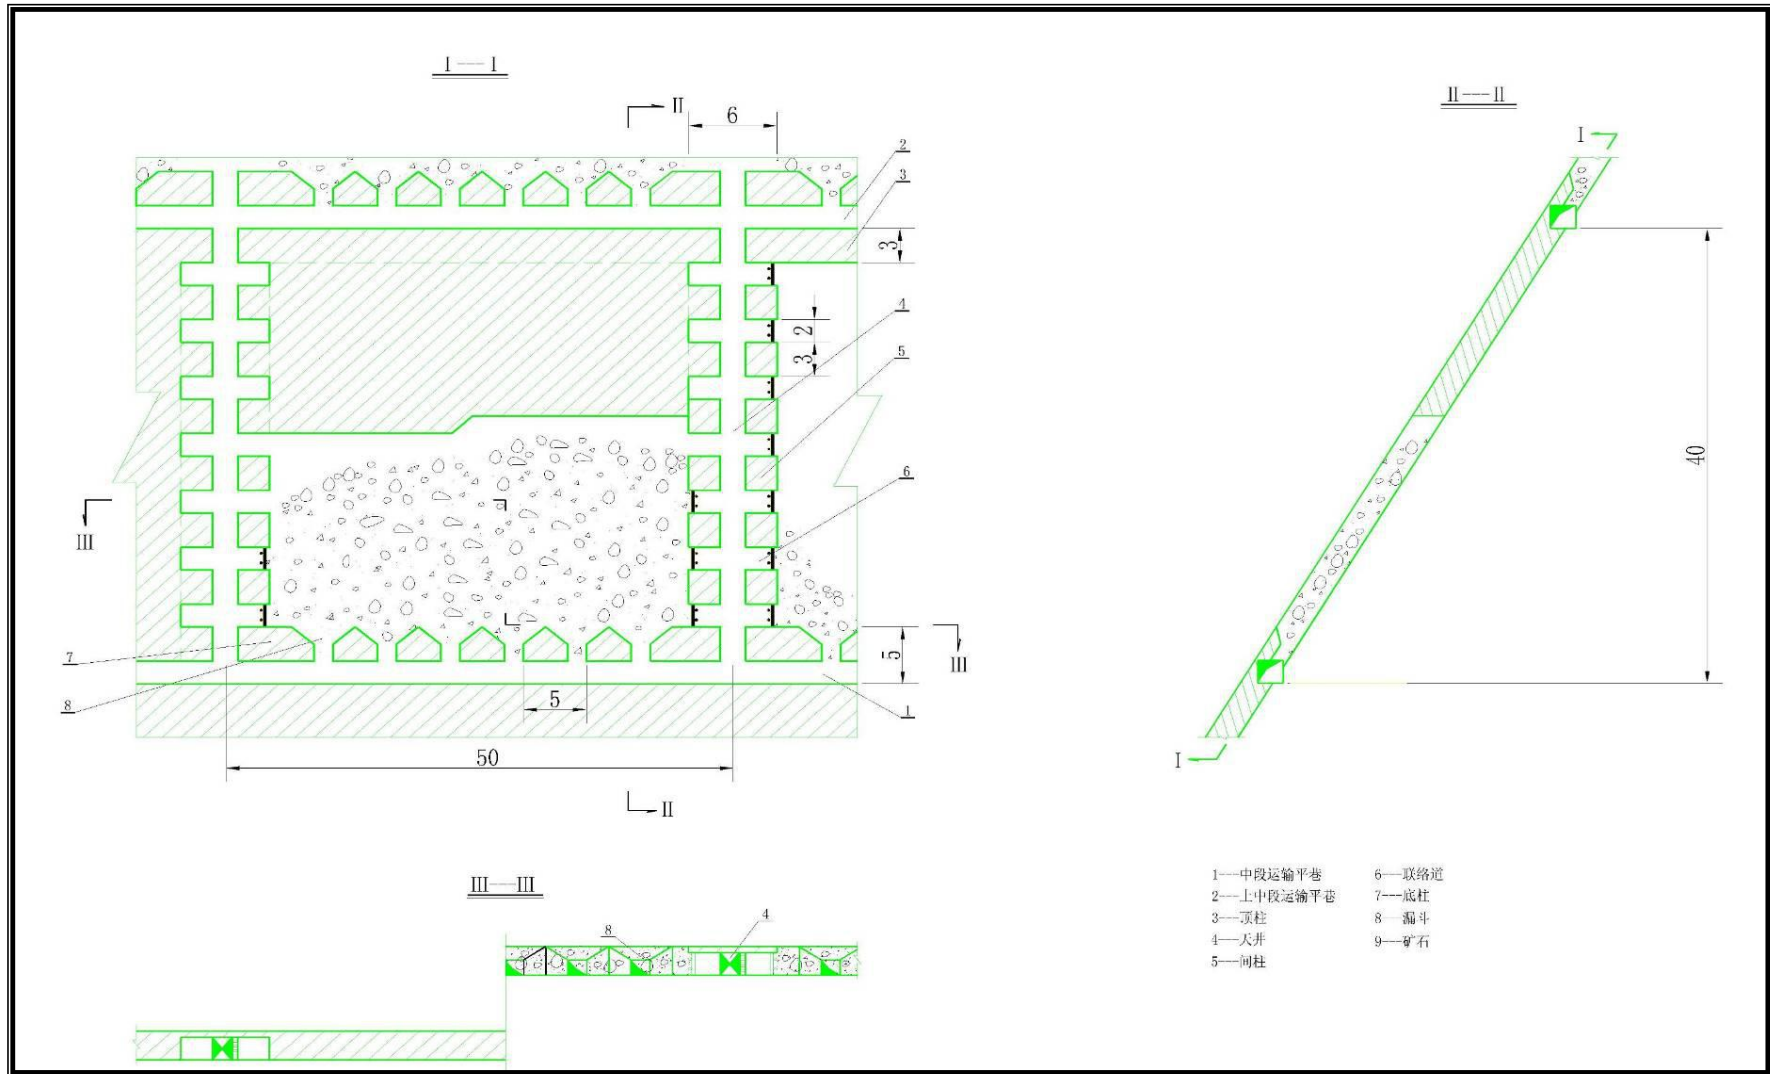 I---I
II
6
2
3
3
4
2
3
5
6
III
7
8
5
III
5
1
50
II
II---II
I
40
I
III---III
8
4
1---中段运输平巷
2---上中段运输平巷
3---顶柱
4---天井
5---间柱
6---联络道
7---底柱
8 漏斗
9---矿石